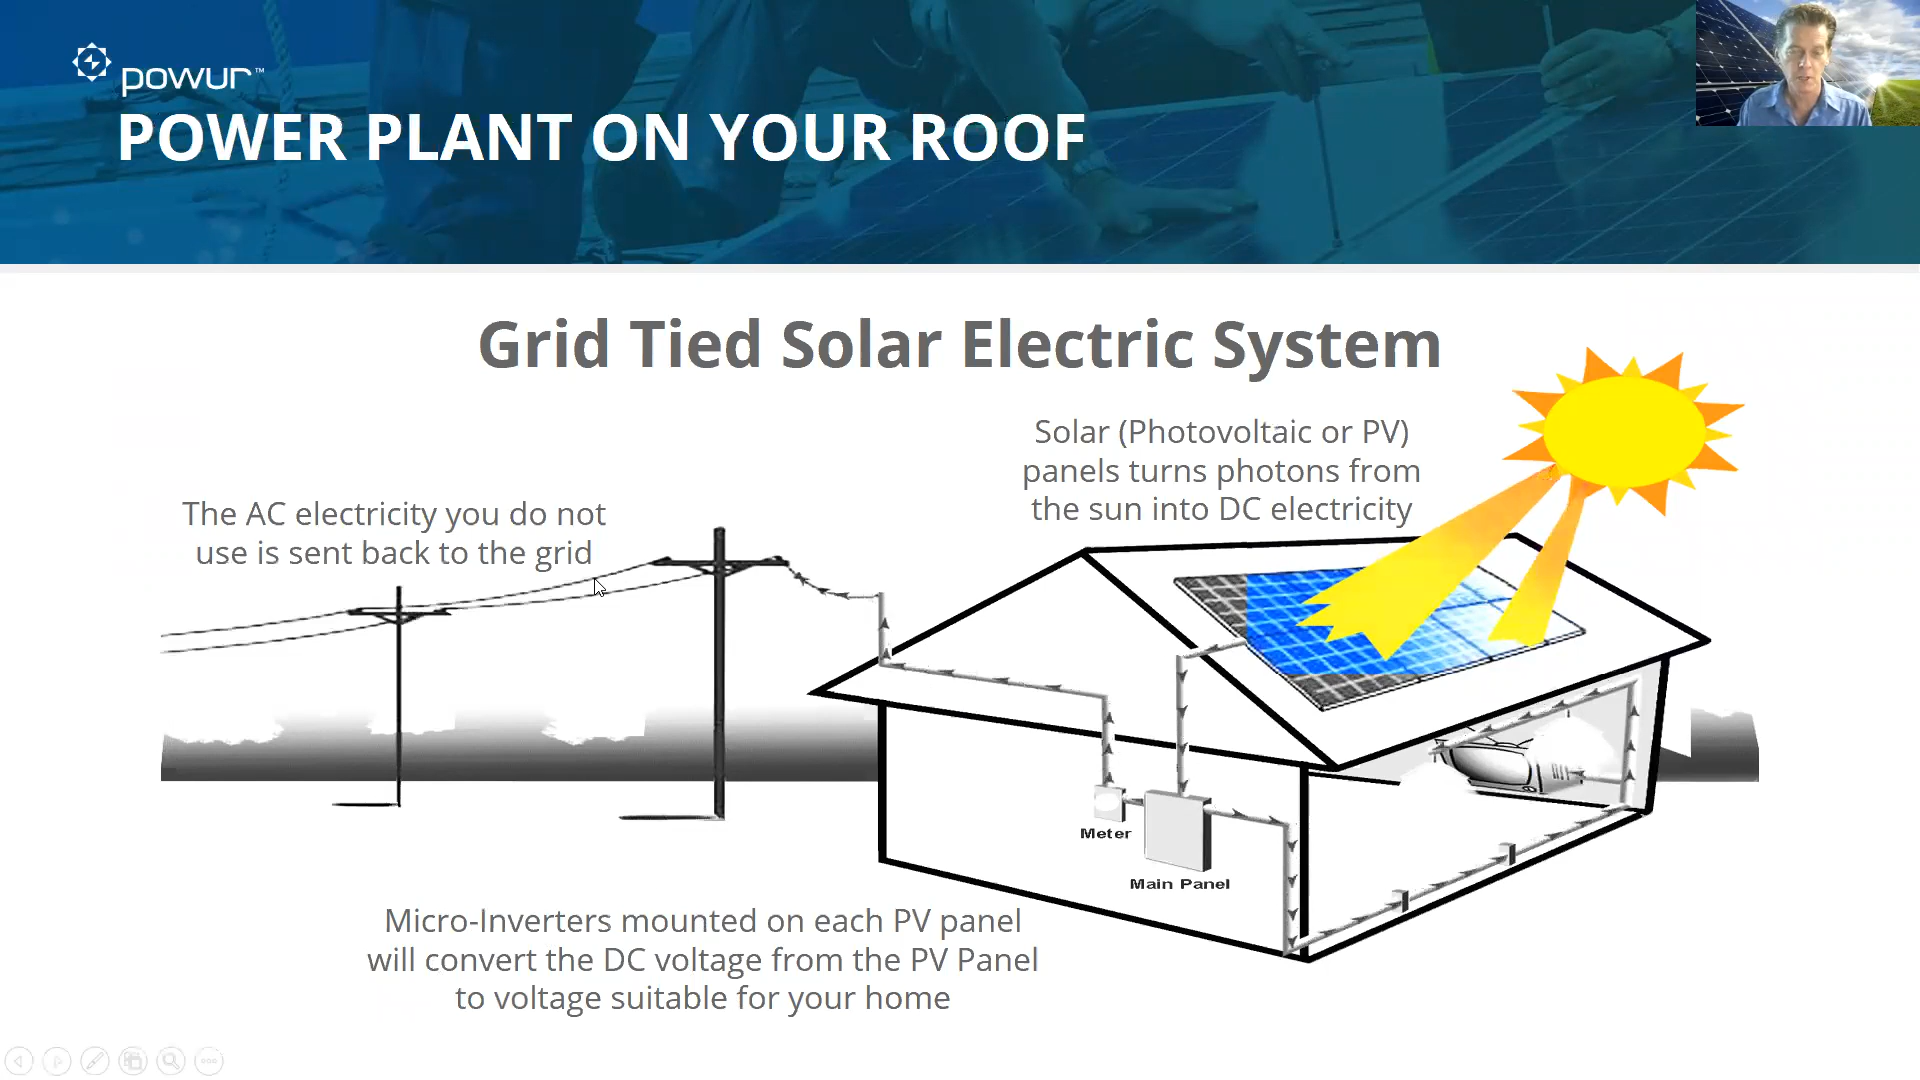 powur™
POWER PLANT ON YOUR ROOF
Grid Tied Solar Electric System
Solar (Photovoltaic or PV)
panels turns photons from
the sun into DC electricity
The AC electricity you do not
use is sent back to the grid
Meter
Main Panel
Micro-Inverters mounted on each PV panel
will convert the DC voltage from the PV Panel
to voltage suitable for your home